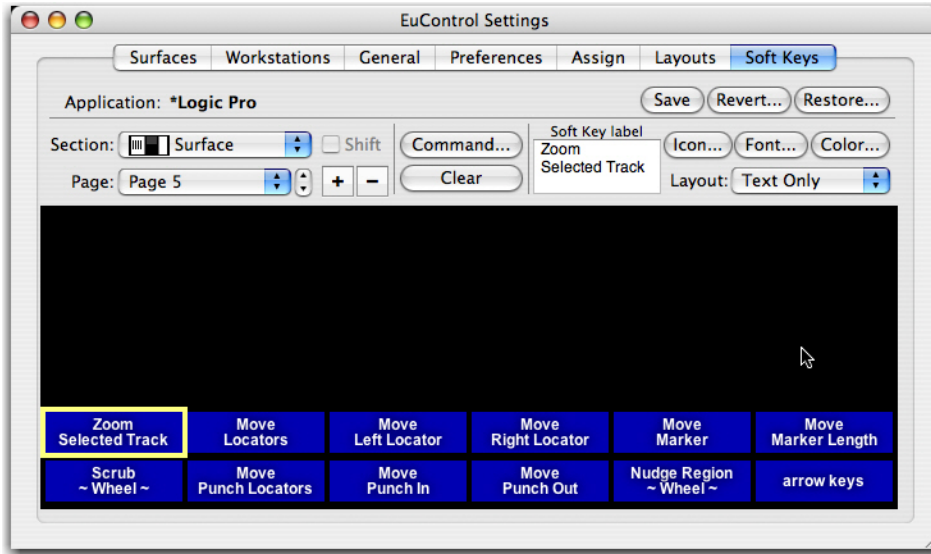 EuControl Settings
Surfaces Workstations General Preferences Assign Layouts Soft Keys
Application: *Logic Pro Save Revert... Restore...
Section: Surface Shift Command... Soft Key label Icon... Font... Color...
Zoom
Selected Track
Page: Page 5 + − Clear Layout: Text Only
Zoom
Selected Track
Move
Locators
Move
Left Locator
Move
Right Locator
Move
Marker
Move
Marker Length
Scrub
~ Wheel ~
Move
Punch Locators
Move
Punch In
Move
Punch Out
Nudge Region
~ Wheel ~
arrow keys